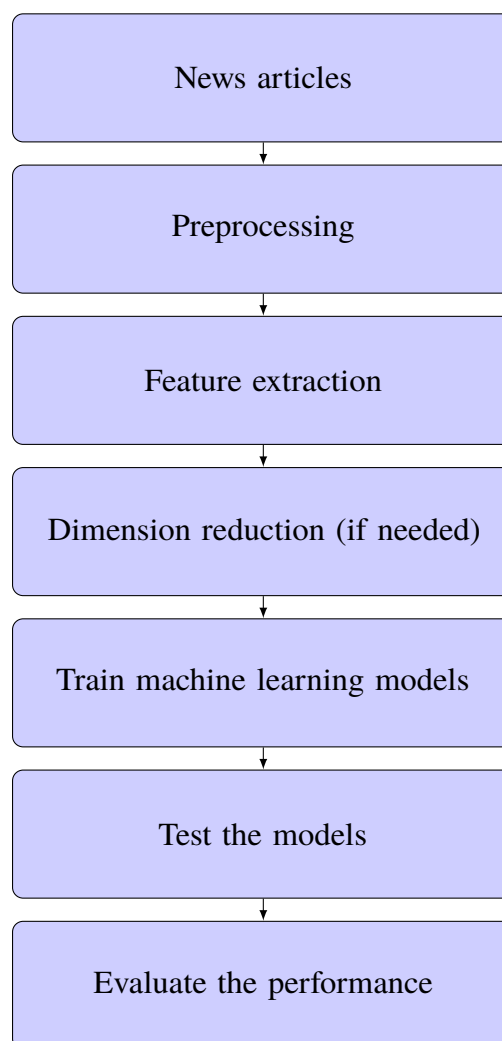 News articles
Preprocessing
Feature extraction
Dimension reduction (if needed)
Train machine learning models
Test the models
Evaluate the performance